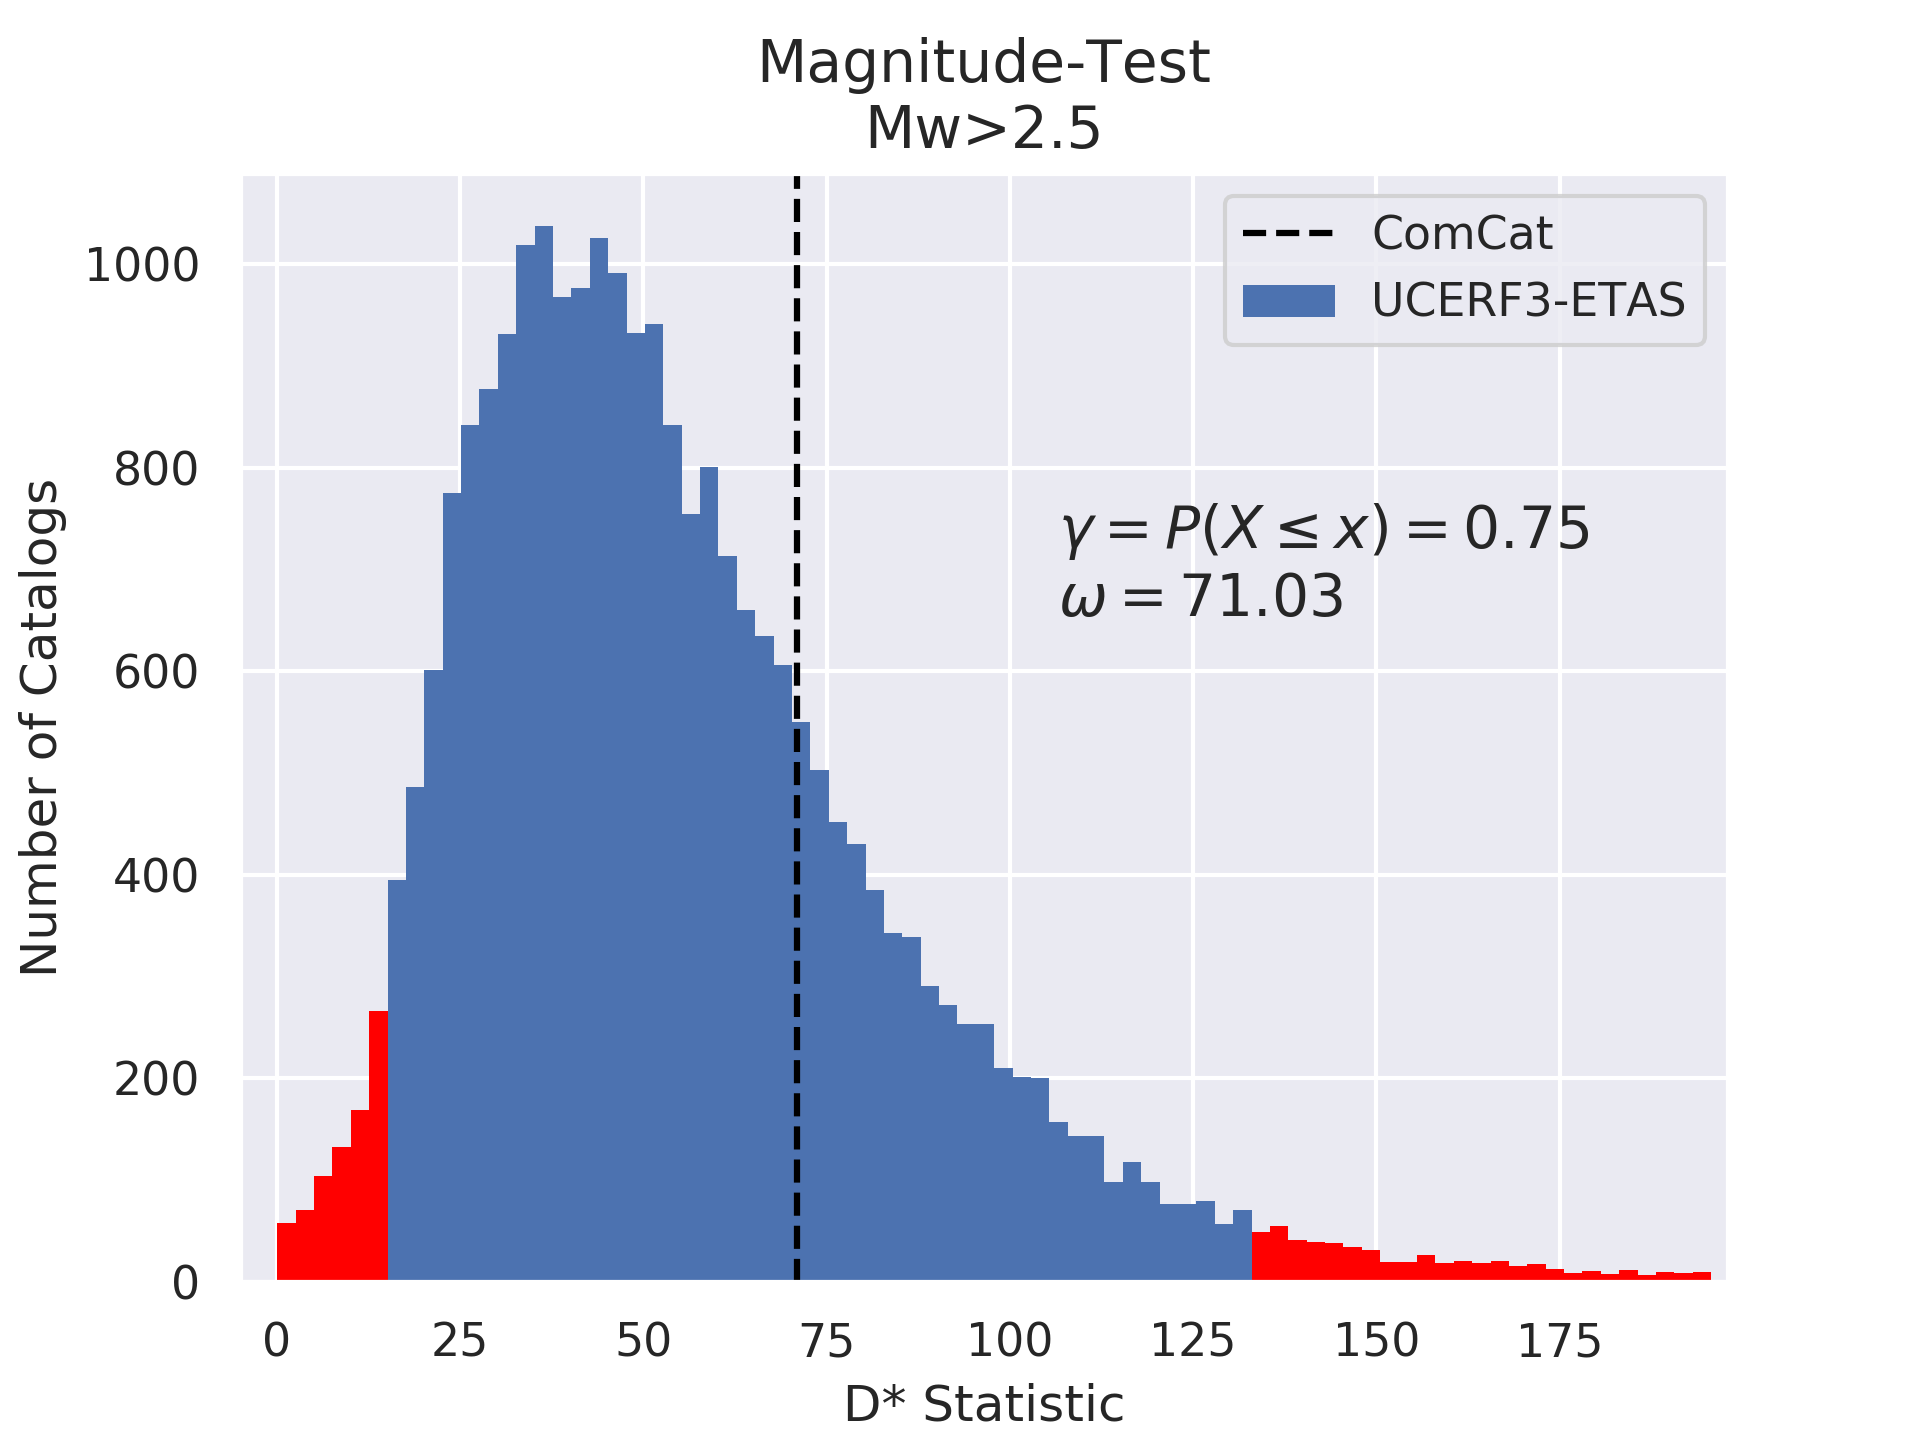 Magnitude-Test
Mw>2.5
ComCat
UCERF3-ETAS
γ = P(X ≤ x) = 0.75
ω = 71.03
Number of Catalogs
1000
800
600
400
200
0
0 25 50 75 100 125 150 175
D* Statistic